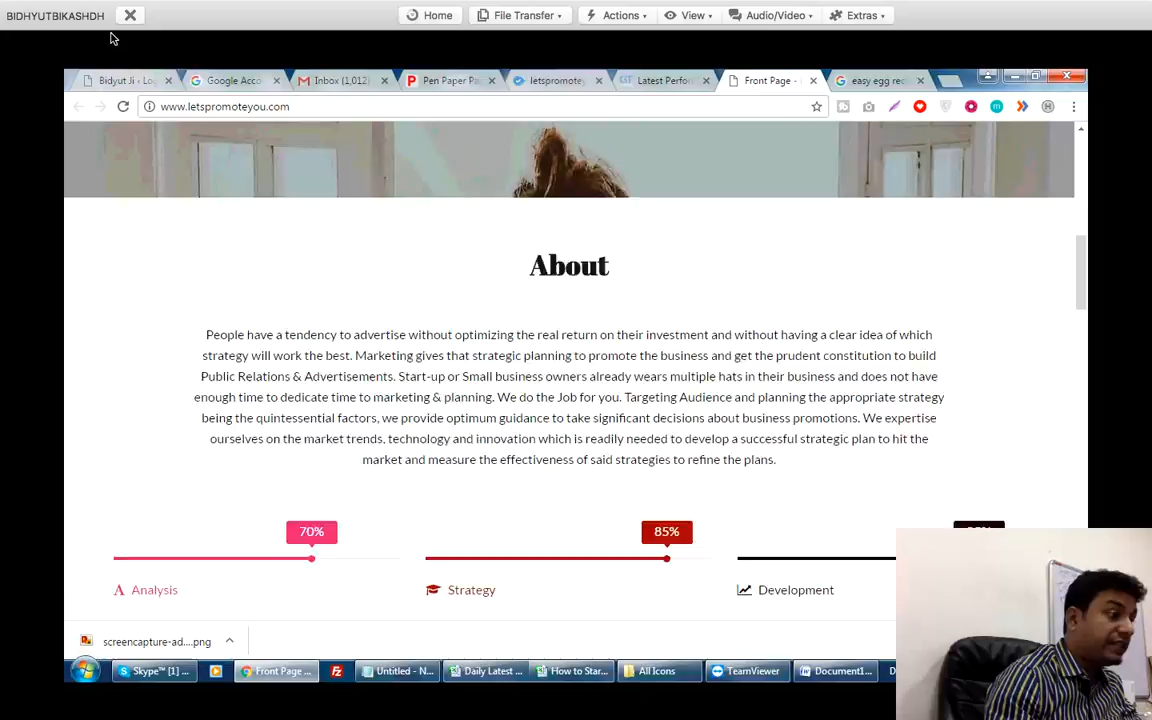 BIDHYUTBIKASHDH
Home File Transfer Actions View Audio/Video Extras
Bidyut Ji - Lo Google Acco Inbox (1,012) Pen Paper Pa letspromote Latest Perfo Front Page - easy egg rec
www.letspromoteyou.com
About
People have a tendency to advertise without optimizing the real return on their investment and without having a clear idea of which
strategy will work the best. Marketing gives that strategic planning to promote the business and get the prudent constitution to build
Public Relations & Advertisements. Start-up or Small business owners already wears multiple hats in their business and does not have
enough time to dedicate time to marketing & planning. We do the Job for you. Targeting Audience and planning the appropriate strategy
being the quintessential factors, we provide optimum guidance to take significant decisions about business promotions. We expertise
ourselves on the market trends, technology and innovation which is readily needed to develop a successful strategic plan to hit the
market and measure the effectiveness of said strategies to refine the plans.
70% 85%
Analysis Strategy Development
screencapture-ad....png
Skype™ [1] ... Front Page ... Untitled - N... Daily Latest ... How to Star... All Icons TeamViewer Document1... D